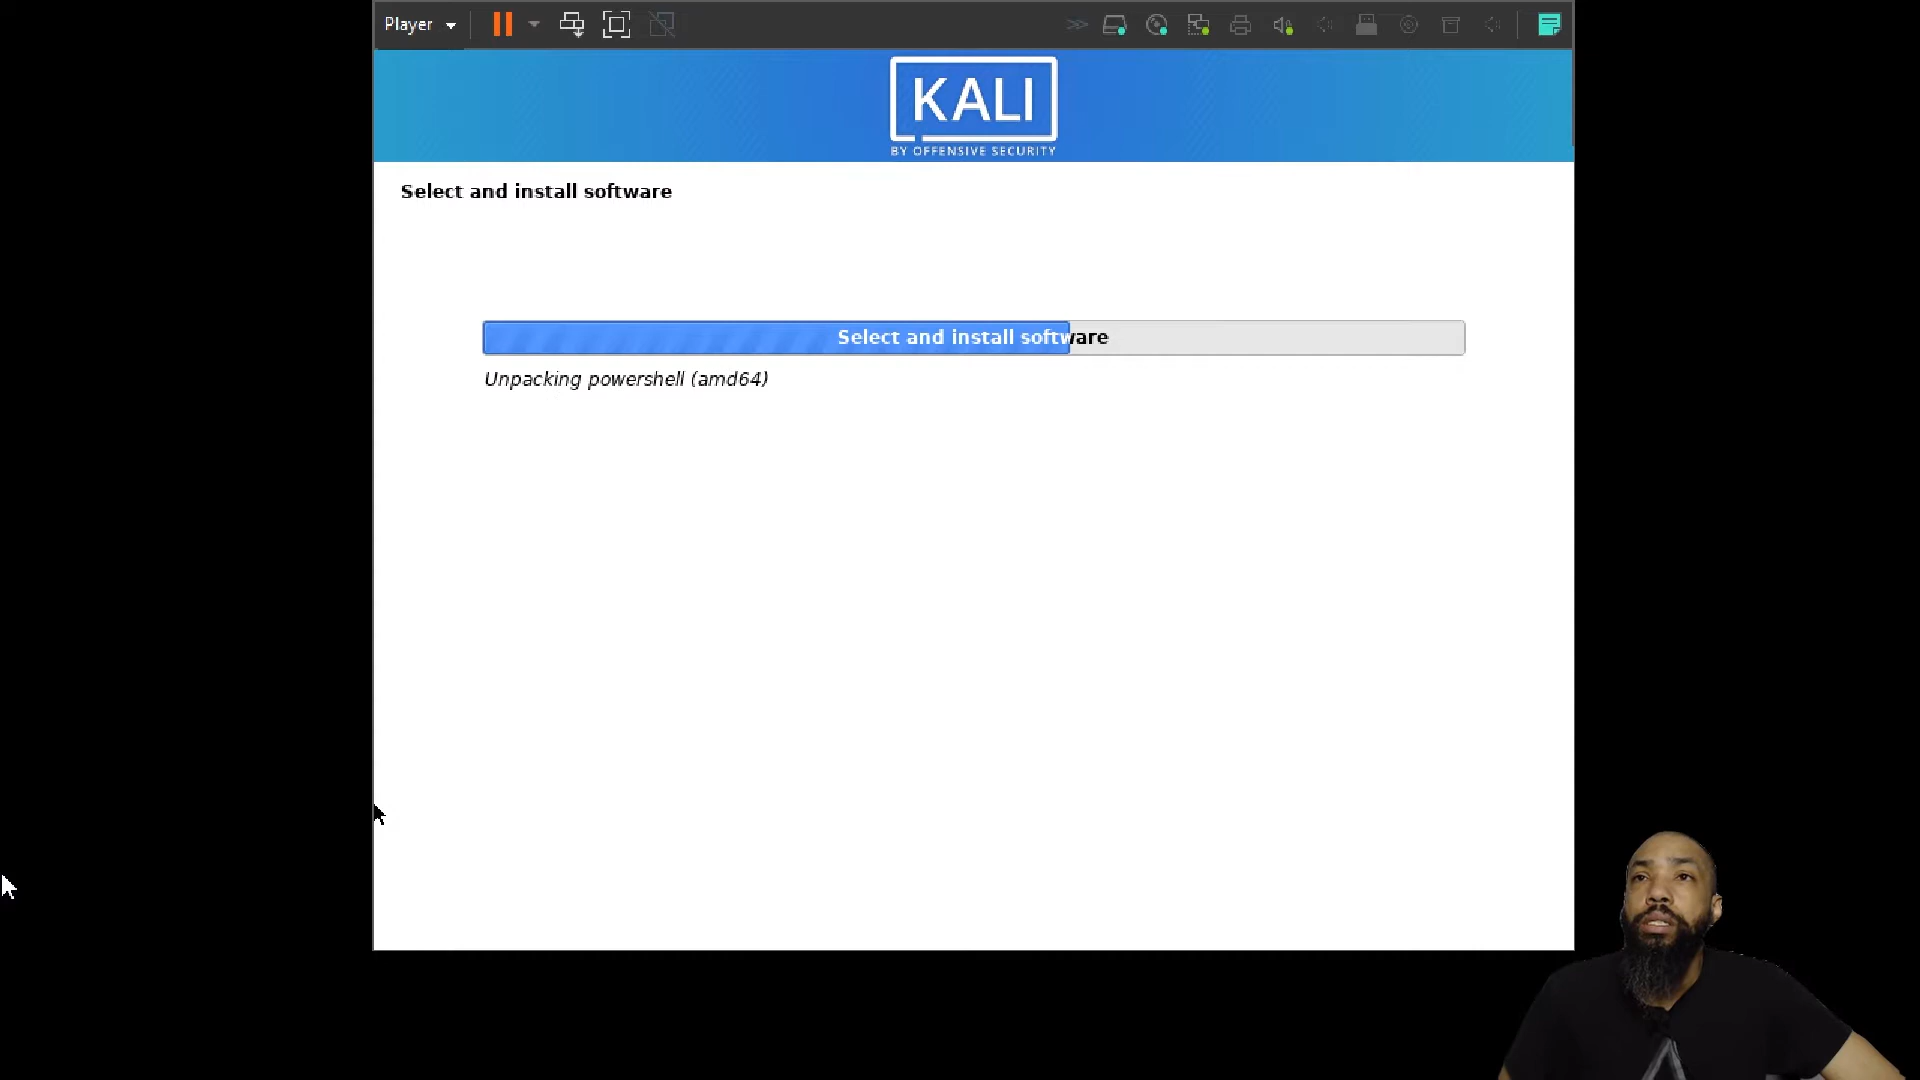 Player
KALI
BY OFFENSIVE SECURITY
Select and install software
Select and install software
Unpacking powershell (amd64)